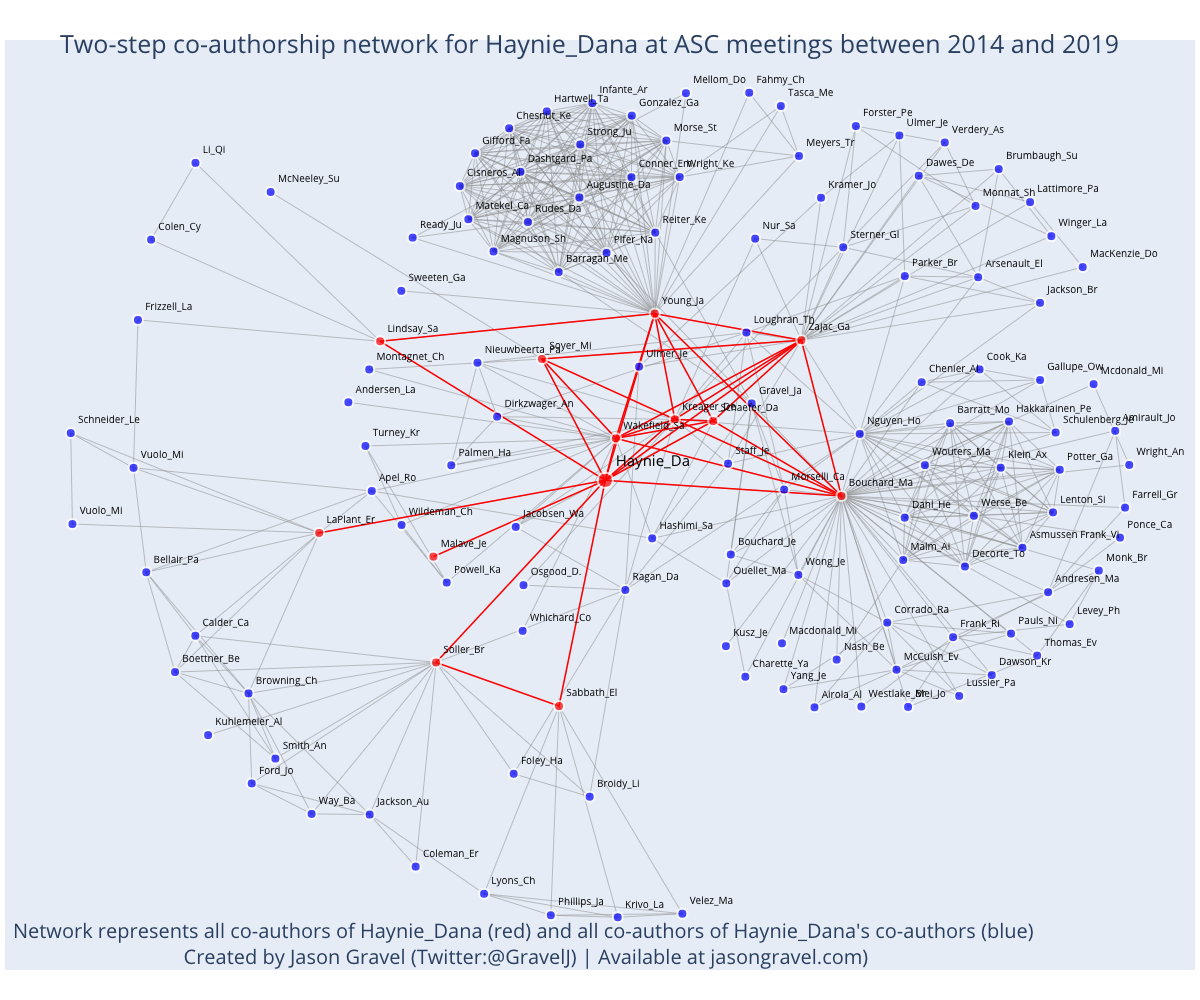 Two-step co-authorship network for Haynie_Dana at ASC meetings between 2014 and 2019
Mellom_Do
Fahmy_Ch
Infante_Ar
Tasca_Me
Hartwell_Ta
Gonzalez_Ga
Chesnut_Ke
Forster_Pe
Strong_Ju
Morse_St
Ulmer_Je
Verdery_As
Gifford_Fa
Meyers_Tr
Li_Qi
Dashtgard_Pa
Wright_Ke
Dawes_De
Brumbaugh_Su
Cisneros_Al
McNeeley_Su
Augustine_Da
Kramer_Jo
Monnat_Sh
Lattimore_Pa
Matekel_Ca
Rudes_Da
Colen_Cy
Ready_Ju
Reiter_Ke
Nur_Sa
Winger_La
Magnuson_Sh
Pifer_Na
Sterner_Gl
MacKenzie_Do
Barragan_Me
Parker_Br
Arsenault_El
Sweeten_Ga
Young_Ja
Jackson_Br
Frizzell_La
Lindsay_Sa
Loughran_Th
Zajac_Ga
Nieuwbeerta_Pa
Soyer_Mi
Montagnet_Ch
Ulmer_Je
Cook_Ka
Chenier_Al
Gallupe_Ow
Mcdonald_Mi
Andersen_La
Gravel_Ja
Dirkzwager_An
Kreager_De
Schaefer_Da
Barratt_Mo
Hakkarainen_Pe
Schulenberg_Je
Amirault_Jo
Schneider_Le
Turney_Kr
Wakefield_Sa
Nguyen_Ho
Vuolo_Mi
Palmen_Ha
Haynie_Da
Staff_Je
Wouters_Ma
Klein_Ax
Potter_Ga
Wright_An
Apel_Ro
Morselli_Ca
Bouchard_Ma
Vuolo_Mi
LaPlant_Er
Wildeman_Ch
Jacobsen_Wa
Hashimi_Sa
Dahl_He
Werse_Be
Lenton_Si
Farrell_Gr
Malave_Je
Bouchard_Je
Malm_Ai
Decorte_To
Asmussen Frank_Vi
Ponce_Ca
Bellair_Pa
Powell_Ka
Osgood_D.
Ragan_Da
Ouellet_Ma
Wong_Je
Andresen_Ma
Monk_Br
Calder_Ca
Whichard_Co
Corrado_Ra
Frank_Ri
Pauls_Ni
Levey_Ph
Boettner_Be
Soller_Br
Kusz_Je
Macdonald_Mi
Nash_Be
McCuish_Ev
Thomas_Ev
Browning_Ch
Sabbath_El
Charette_Ya
Yang_Je
Dawson_Kr
Kuhlemeier_Al
Airola_Al
Lussier_Pa
Smith_An
Ford_Jo
Foley_Ha
Broidy_Li
Way_Ba
Jackson_Au
Coleman_Er
Lyons_Ch
Phillips_Ja
Krivo_La
Velez_Ma
Network represents all co-authors of Haynie_Dana (red) and all co-authors of Haynie_Dana's co-authors (blue)
Created by Jason Gravel (Twitter:@GravelJ) | Available at jasongravel.com)